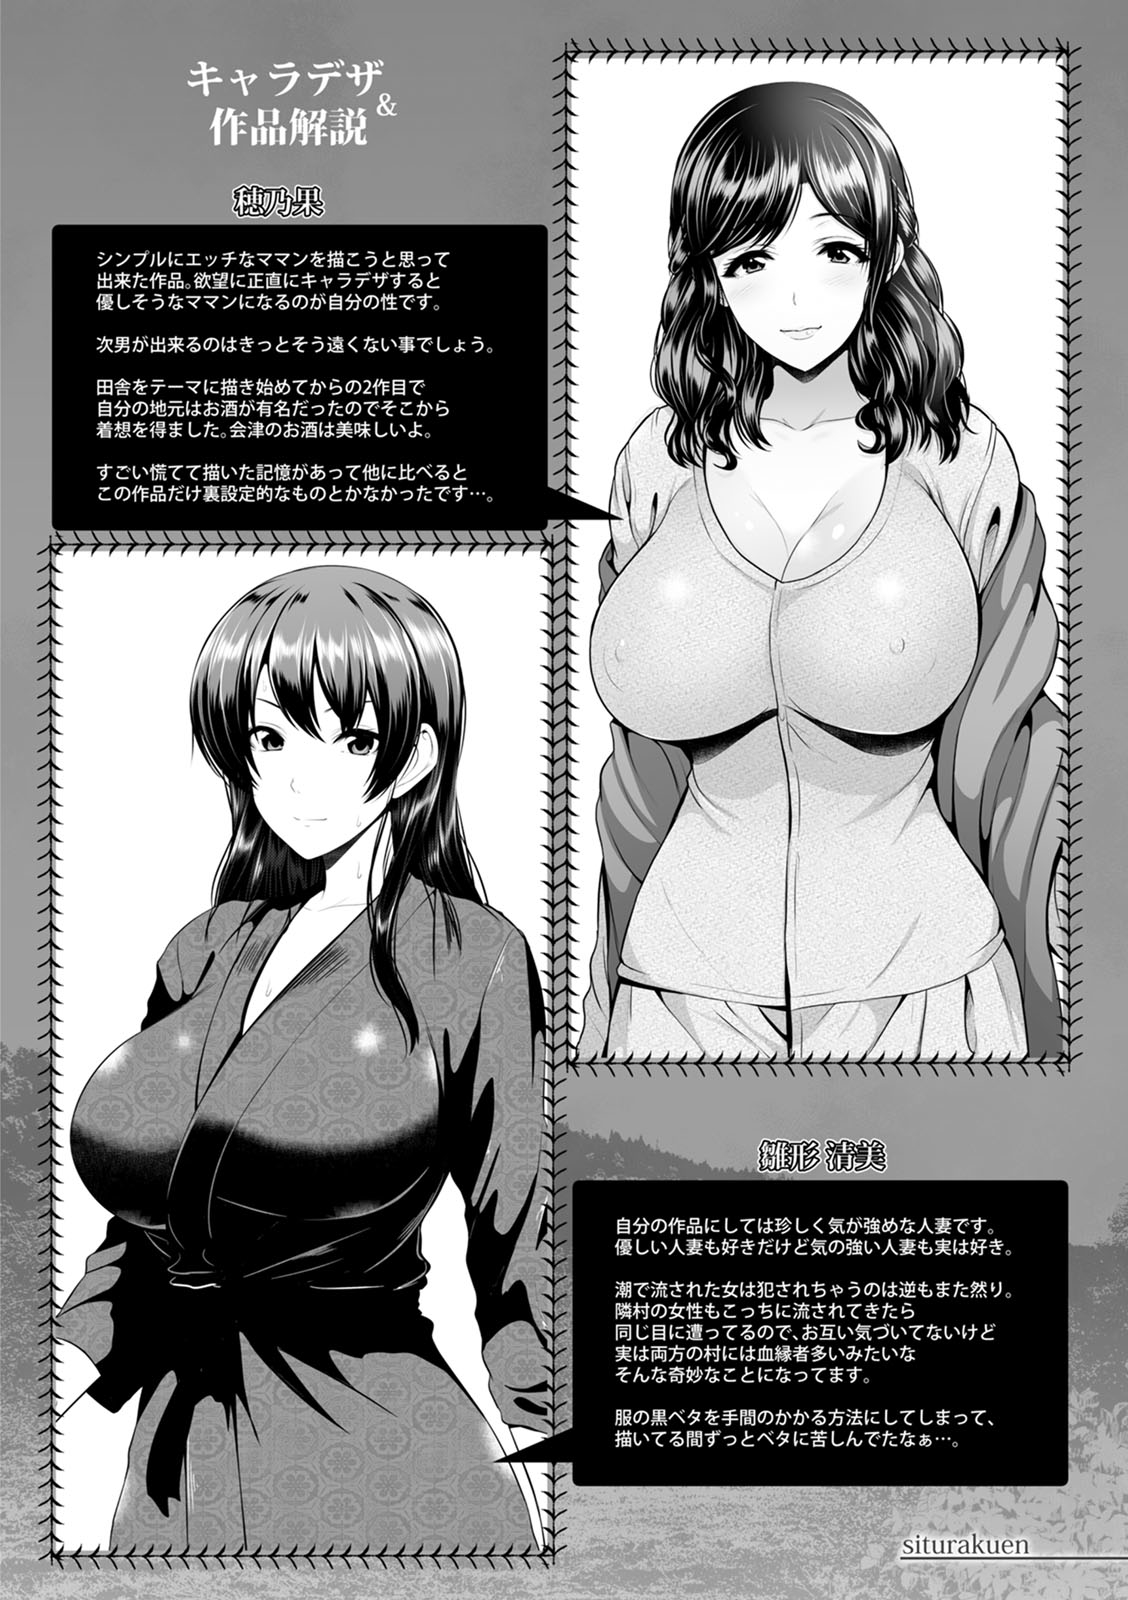 キャラデザ
&
作品解説
穂乃果
シンプルにエッチなママンを描こうと思って
出来た作品。欲望に正直にキャラデザすると
優しそうなママンになるのが自分の性です。
次男が出来るのはきっとそう遠くない事でしょう。
田舎をテーマに描き始めてからの2作目で
自分の地元はお酒が有名だったのでそこから
着想を得ました。会津のお酒は美味しいよ。
すごい慌てて描いた記憶があって他に比べると
この作品だけ裏設定的なものとかなかったです…。
雛形 清美
自分の作品にしては珍しく気が強めな人妻です。
優しい人妻も好きだけど気の強い人妻も実は好き。
潮で流された女は犯されちゃうのは逆もまた然り。
隣村の女性もこっちに流されてきたら
同じ目に遭ってるので、お互い気づいてないけど
実は両方の村には血縁者多いみたいな
そんな奇妙なことになってます。
服の黒ベタを手間のかかる方法にしてしまって、
描いてる間ずっとベタに苦しんでたなぁ…。
siturakuen